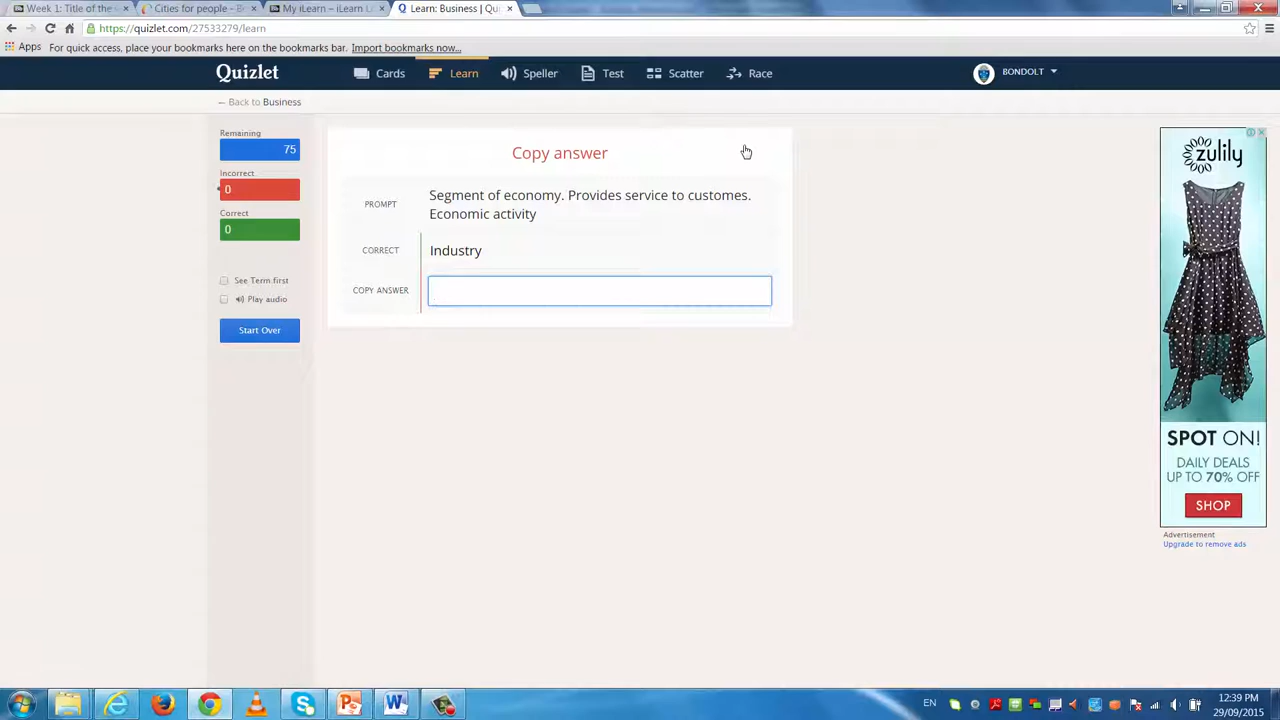 Week 1: Title of the
Cities for people – B
My iLearn – iLearn L
Q Learn: Business | Qui
https://quizlet.com/27533279/learn
Apps For quick access, place your bookmarks here on the bookmarks bar. Import bookmarks now...
Quizlet Cards Learn Speller Test Scatter Race BONDOLT
← Back to Business
Remaining
75
Incorrect
0
Correct
0
See Term first
Play audio
Start Over
Copy answer
PROMPT Segment of economy. Provides service to customes.
Economic activity
CORRECT Industry
COPY ANSWER
zulily
SPOT ON!
DAILY DEALS
UP TO 70% OFF
SHOP
Advertisement
Upgrade to remove ads
EN
12:39 PM
29/09/2015